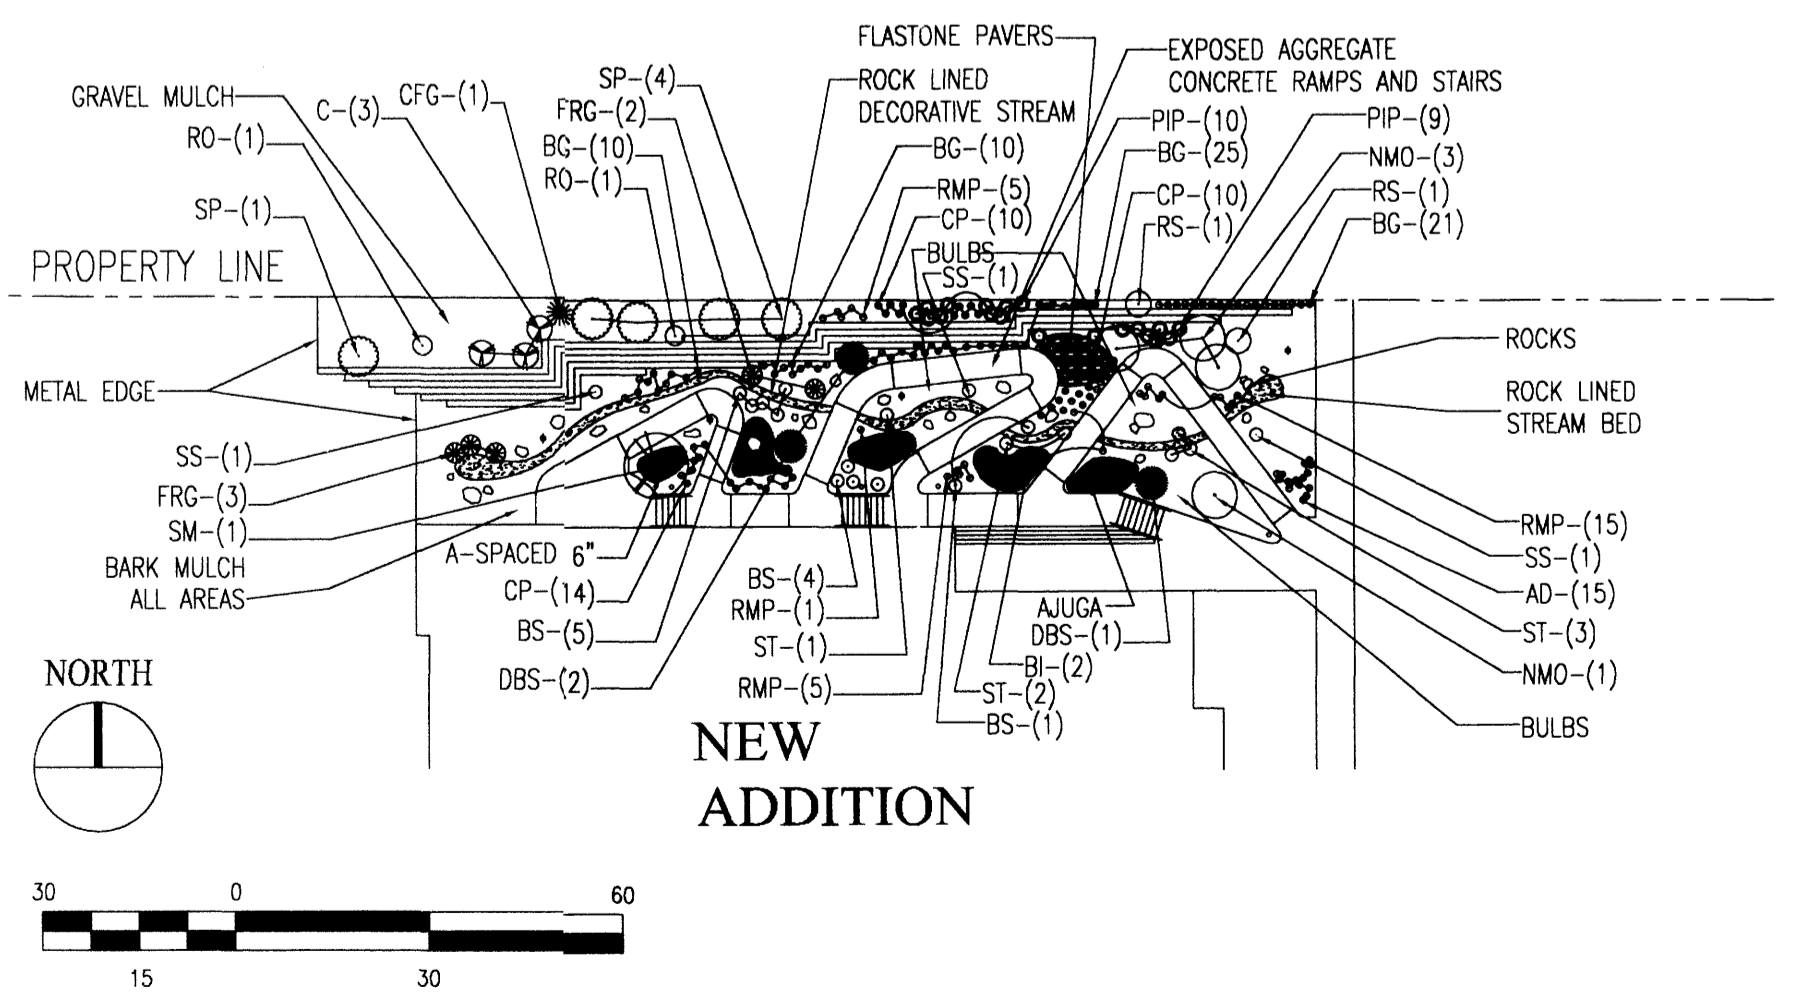 FLASTONE PAVERS
EXPOSED AGGREGATE
CONCRETE RAMPS AND STAIRS
SP-(4)
ROCK LINED
DECORATIVE STREAM
GRAVEL MULCH
CFG-(1)
C-(3)
FRG-(2)
PIP-(10)
PIP-(9)
RO-(1)
BG-(10)
BG-(10)
BG-(25)
NMO-(3)
RO-(1)
RMP-(5)
CP-(10)
RS-(1)
SP-(1)
CP-(10)
RS-(1)
BG-(21)
BULBS
SS-(1)
PROPERTY LINE
ROCKS
METAL EDGE
ROCK LINED
STREAM BED
SS-(1)
FRG-(3)
SM-(1)
BARK MULCH
ALL AREAS
A-SPACED 6"
CP-(14)
BS-(5)
DBS-(2)
BS-(4)
RMP-(1)
ST-(1)
RMP-(5)
AJUGA
DBS-(1)
BI-(2)
ST-(2)
BS-(1)
RMP-(15)
SS-(1)
AD-(15)
ST-(3)
NMO-(1)
BULBS
NORTH
NEW
ADDITION
30 0 60
15 30